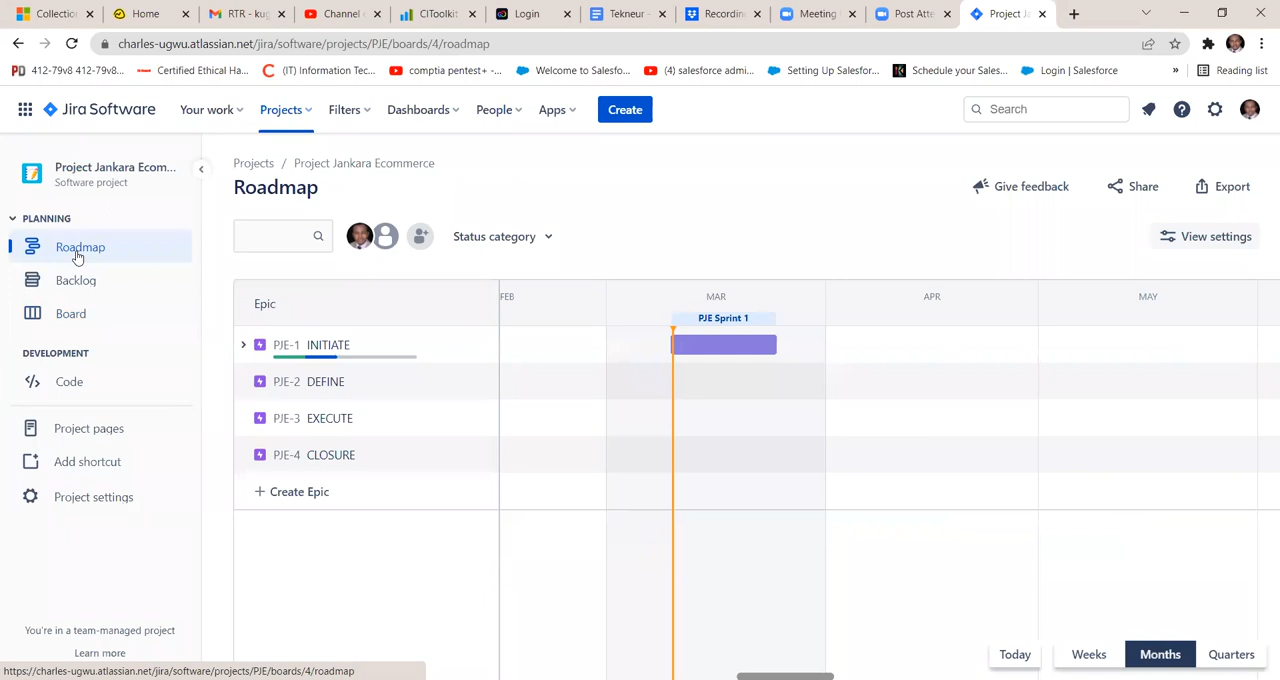 Collection
Home
RTR - kug
Channel
CIToolkit
Login
Tekneur -
Recordin
Meeting
Post Atte
Project Ja
charles-ugwu.atlassian.net/jira/software/projects/PJE/boards/4/roadmap
PD 412-79v8 412-79v8...
Certified Ethical Ha...
(IT) Information Tec...
comptia pentest+ -...
Welcome to Salesfo...
(4) salesforce admi...
Setting Up Salesfor...
Schedule your Sales...
Login | Salesforce
»
Reading list
Jira Software
Your work
Projects
Filters
Dashboards
People
Apps
Create
Search
Project Jankara Ecom...
Software project
PLANNING
Roadmap
Backlog
Board
DEVELOPMENT
Code
Project pages
Add shortcut
Project settings
You're in a team-managed project
Learn more
https://charles-ugwu.atlassian.net/jira/software/projects/PJE/boards/4/roadmap
Projects / Project Jankara Ecommerce
Roadmap
Give feedback
Share
Export
Status category
View settings
Epic
FEB
MAR
APR
MAY
PJE Sprint 1
PJE-1 INITIATE
PJE-2 DEFINE
PJE-3 EXECUTE
PJE-4 CLOSURE
+ Create Epic
Today
Weeks
Months
Quarters